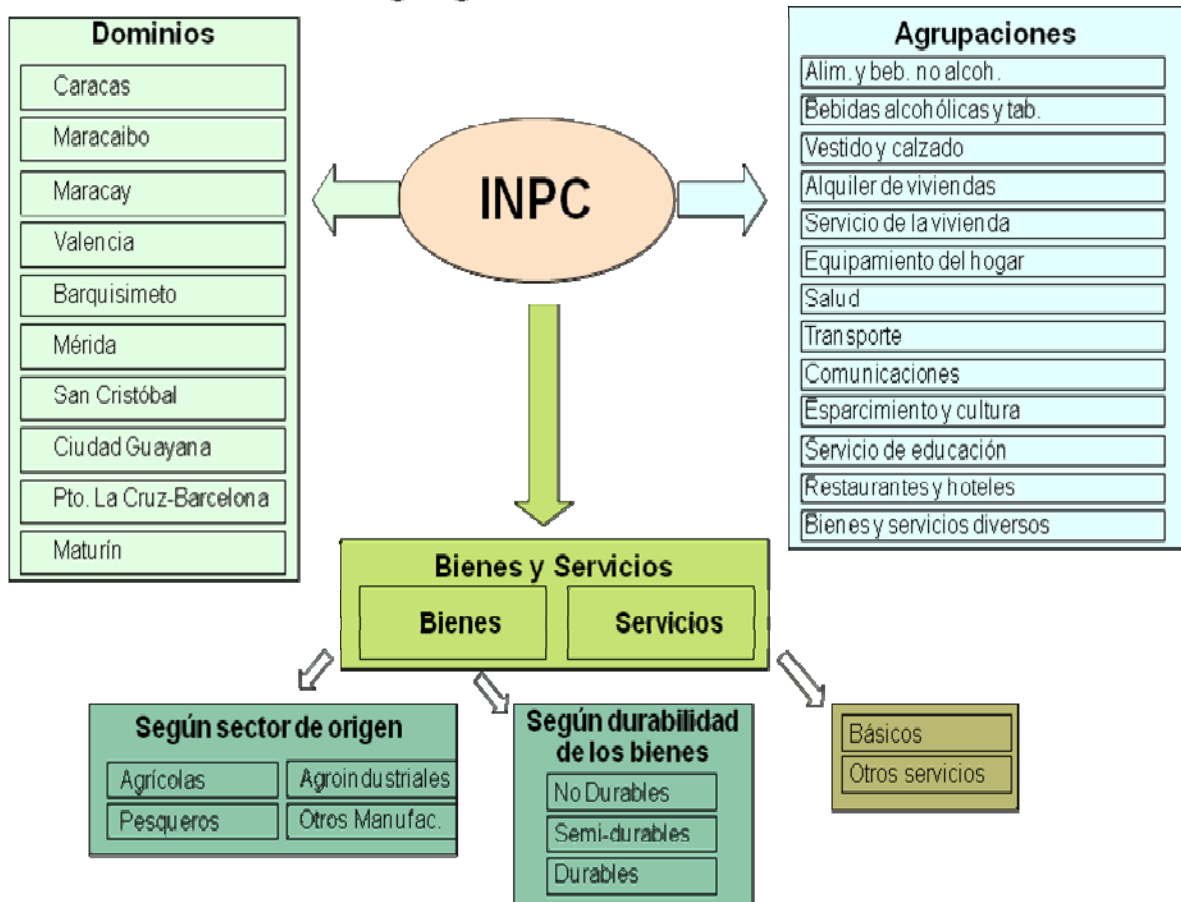 Dominios
Caracas
Maracaibo
Maracay
Valencia
Barquisimeto
Mérida
San Cristóbal
Ciudad Guayana
Pto. La Cruz-Barcelona
Maturín
INPC
Agrupaciones
Alim. y beb. no alcoh.
Bebidas alcohólicas y tab.
Vestido y calzado
Alquiler de viviendas
Servicio de la vivienda
Equipamiento del hogar
Salud
Transporte
Comunicaciones
Esparcimiento y cultura
Servicio de educación
Restaurantes y hoteles
Bienes y servicios diversos
Bienes y Servicios
Bienes
Servicios
Según sector de origen
Agrícolas
Agroindustriales
Pesqueros
Otros Manufac.
Según durabilidad
de los bienes
No Durables
Semi-durables
Durables
Básicos
Otros servicios